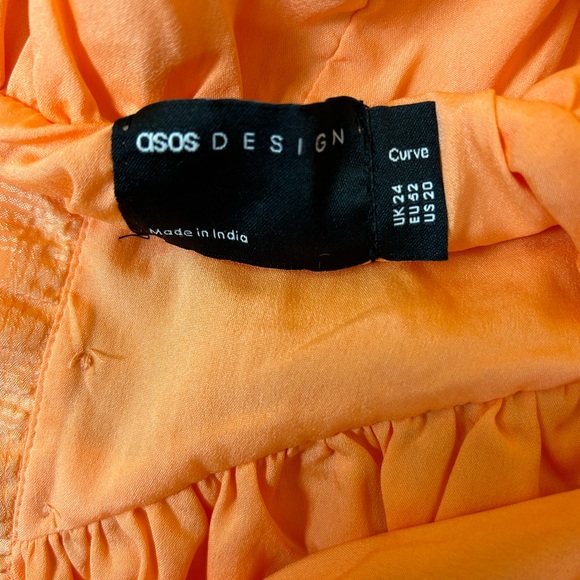 asos DESIGN
Made in India
Curve
UK 24
EU 52
US 20